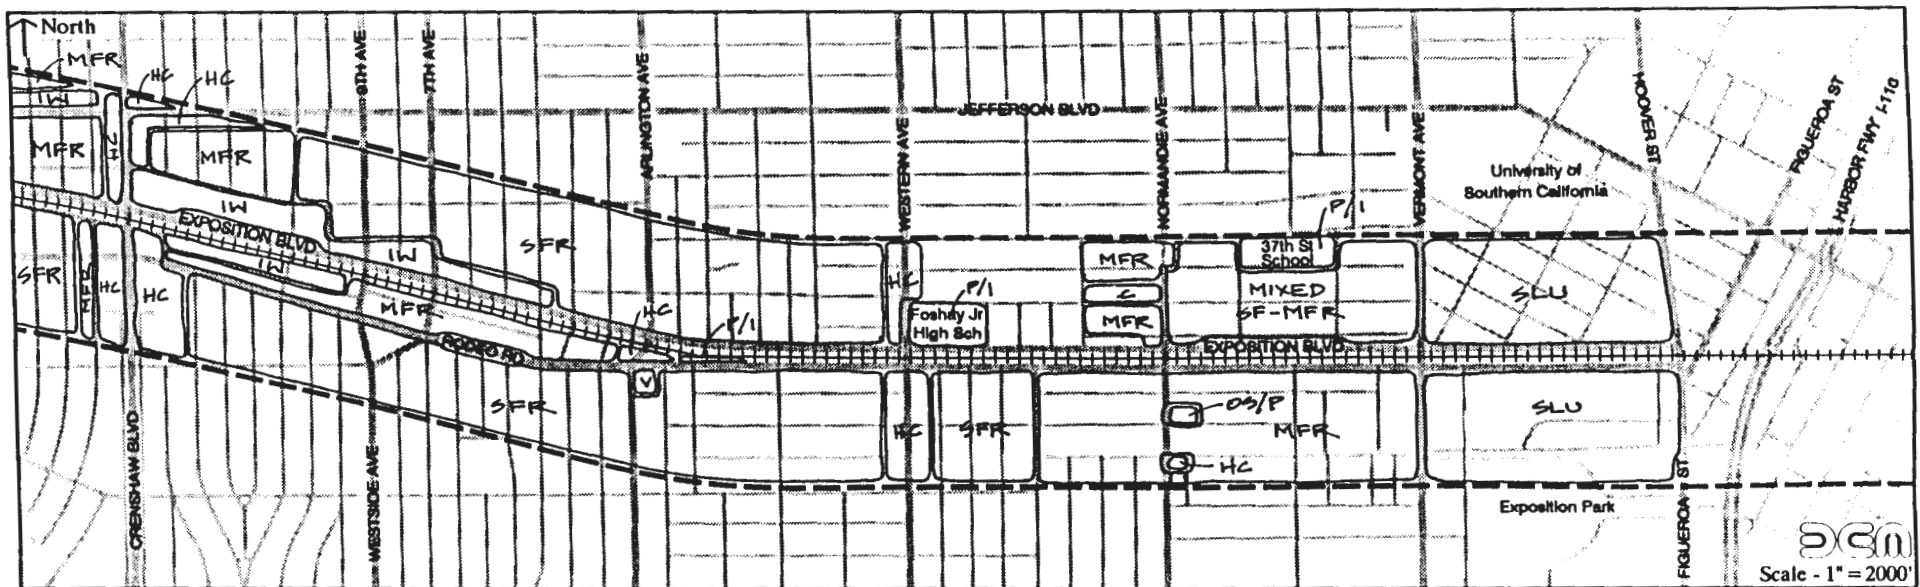 North
MFR
HC
HC
IW
9TH AVE
7TH AVE
ARLINGTON AVE
WESTERN AVE
JEFFERSON BLVD
NORMANDIE AVE
VERMONT AVE
HOOVER ST
FIGUEROA ST
HARBOR FWY I-110
MFR
HC
MFR
University of
Southern California
IW
EXPOSITION BLVD
IW
SFR
P/I
37th St
School
SFR
MFR
HC
HC
IW
MFR
HC
P/I
HC
P/I
Foshay Jr
High Sch
MFR
C
MFR
MIXED
SF-MFR
SLU
RODEO RD
EXPOSITION BLVD
V
SFR
HC
SFR
OS/P
HC
MFR
SLU
CRENSHAW BLVD
WESTSIDE AVE
FIGUEROA ST
Exposition Park
DCM
Scale - 1" = 2000'